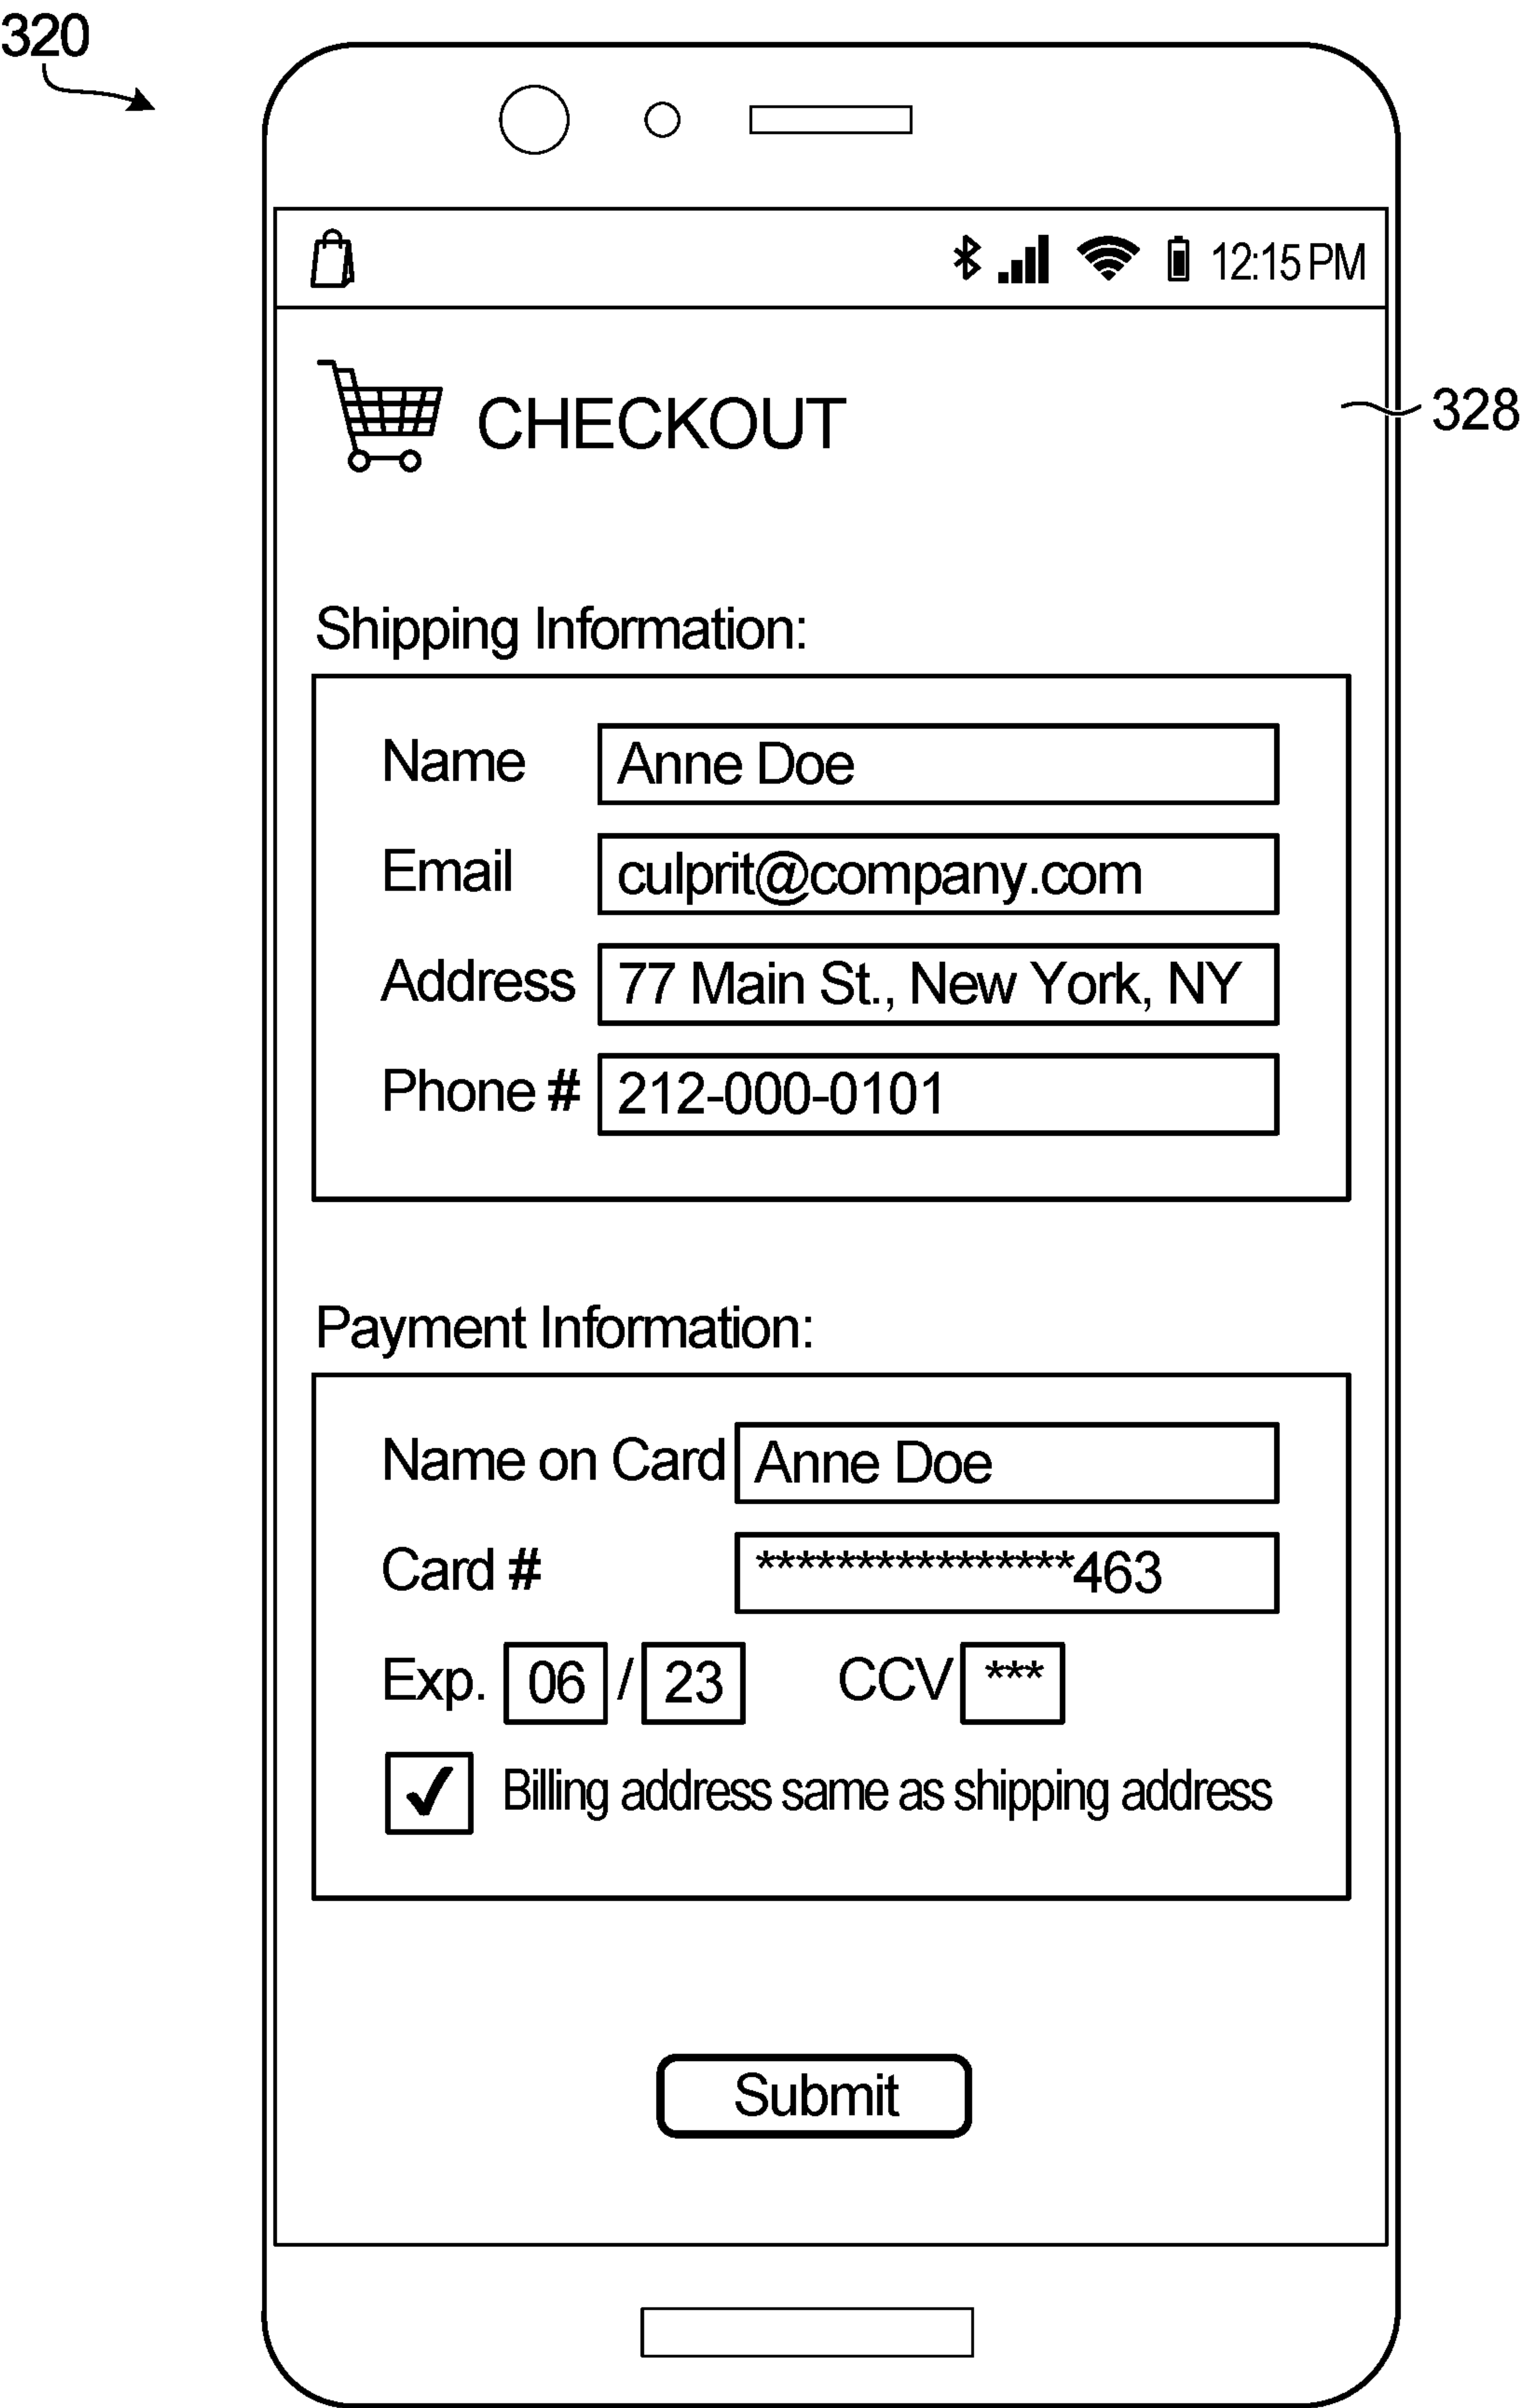 320
12:15 PM
CHECKOUT
328
Shipping Information:
Name Anne Doe
Email culprit@company.com
Address 77 Main St., New York, NY
Phone # 212-000-0101
Payment Information:
Name on Card Anne Doe
Card # ****************463
Exp. 06 / 23 CCV ***
✓ Billing address same as shipping address
Submit